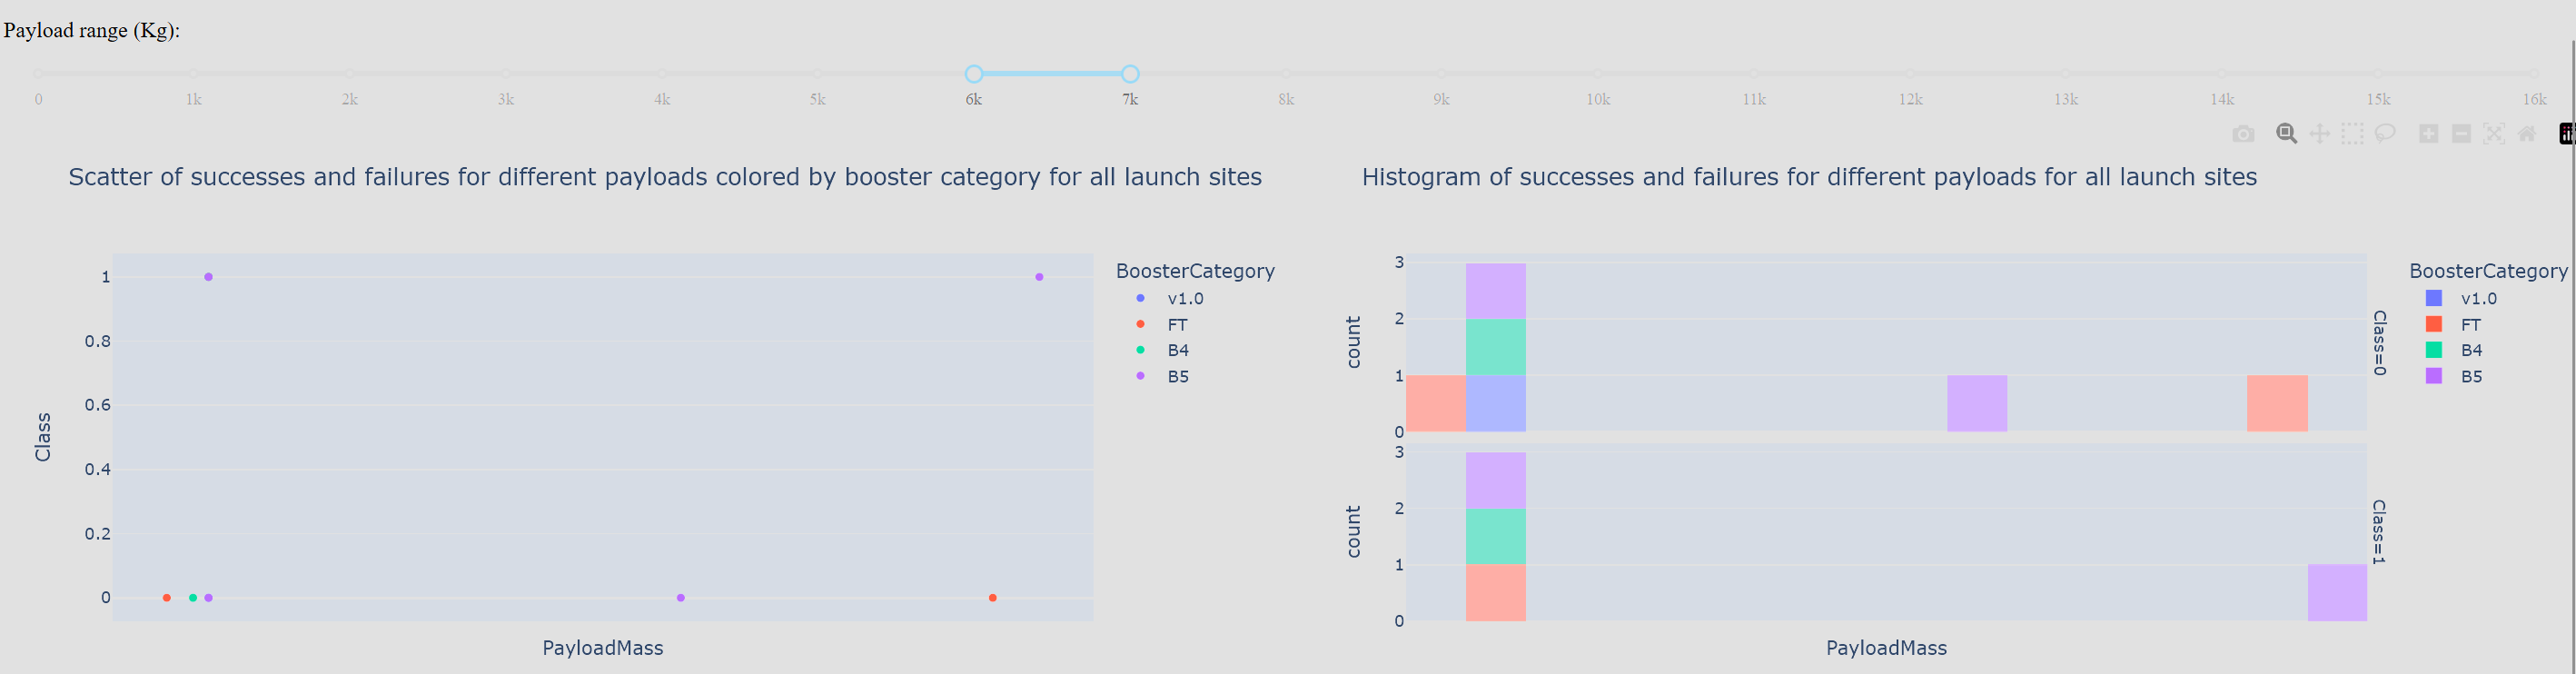 Payload range (Kg):
0 1k 2k 3k 4k 5k 6k 7k 8k 9k 10k 11k 12k 13k 14k 15k 16k
Scatter of successes and failures for different payloads colored by booster category for all launch sites
1
0.8
0.6
0.4
0.2
0
Class
PayloadMass
BoosterCategory
v1.0
FT
B4
B5
Histogram of successes and failures for different payloads for all launch sites
3
2
1
0
count
Class=0
3
2
1
0
count
Class=1
PayloadMass
BoosterCategory
v1.0
FT
B4
B5